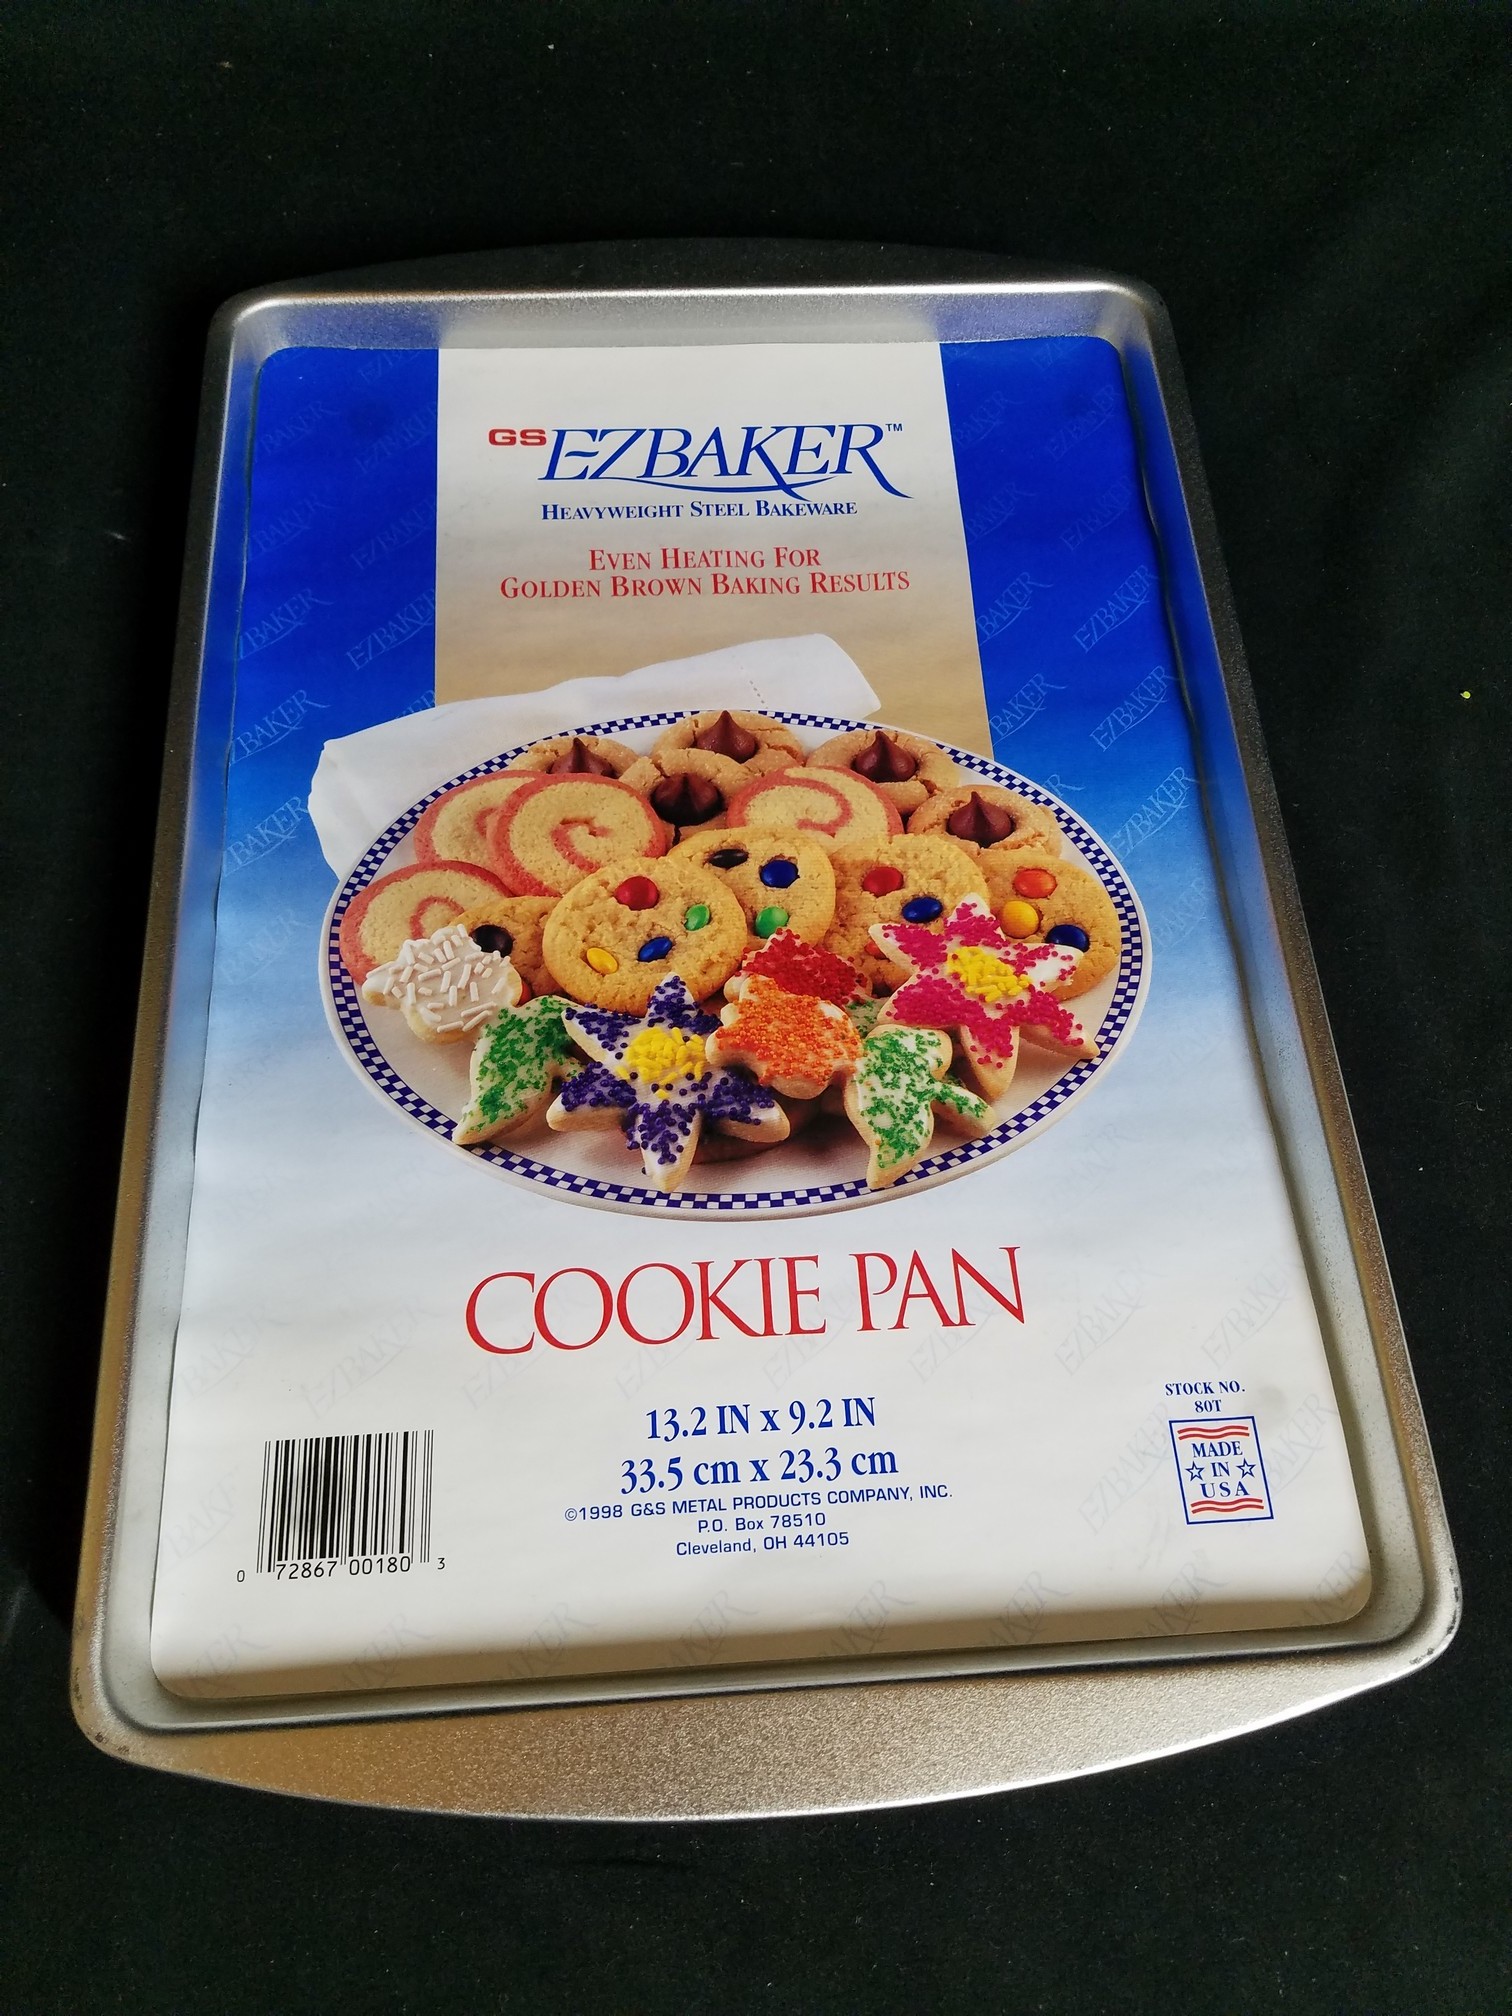 GS EZBAKER™
HEAVYWEIGHT STEEL BAKEWARE
EVEN HEATING FOR
GOLDEN BROWN BAKING RESULTS
COOKIE PAN
13.2 IN x 9.2 IN
33.5 cm x 23.3 cm
©1998 G&S METAL PRODUCTS COMPANY, INC.
P.O. Box 78510
Cleveland, OH 44105
0 72867 00180 3
STOCK NO.
80T
MADE
IN
USA